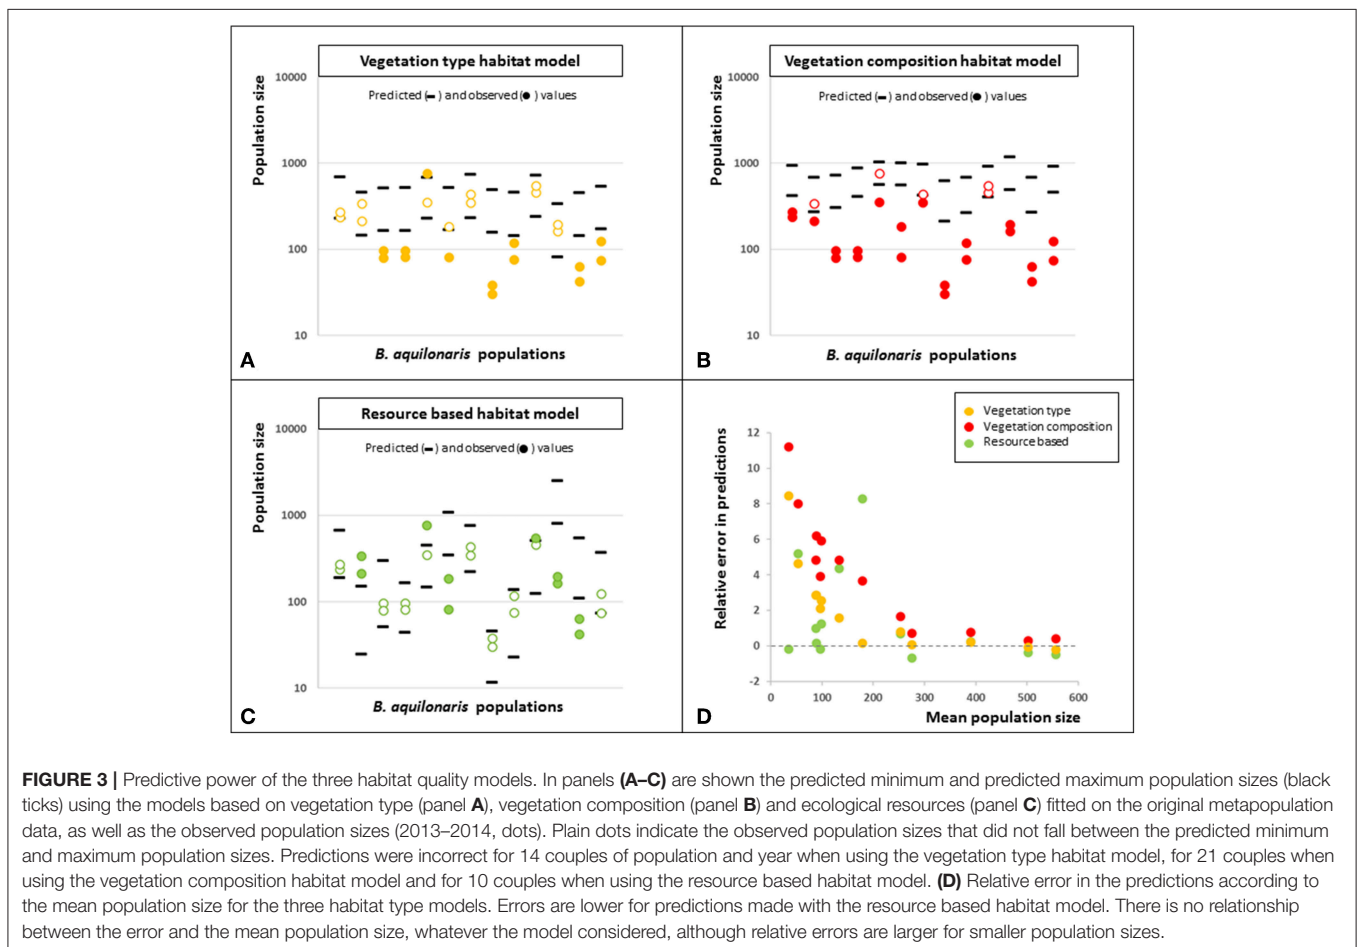 Vegetation type habitat model
Predicted (–) and observed (●) values
Population size
10000
1000
100
10
A
B. aquilonaris populations
Vegetation composition habitat model
Predicted (–) and observed (●) values
Population size
10000
1000
100
10
B
B. aquilonaris populations
Resource based habitat model
Predicted (–) and observed (●) values
Population size
10000
1000
100
10
C
B. aquilonaris populations
Vegetation type
Vegetation composition
Resource based
Relative error in predictions
12
10
8
6
4
2
0
-2
0 100 200 300 400 500 600
D
Mean population size
FIGURE 3 | Predictive power of the three habitat quality models. In panels (A–C) are shown the predicted minimum and predicted maximum population sizes (black
ticks) using the models based on vegetation type (panel A), vegetation composition (panel B) and ecological resources (panel C) fitted on the original metapopulation
data, as well as the observed population sizes (2013–2014, dots). Plain dots indicate the observed population sizes that did not fall between the predicted minimum
and maximum population sizes. Predictions were incorrect for 14 couples of population and year when using the vegetation type habitat model, for 21 couples when
using the vegetation composition habitat model and for 10 couples when using the resource based habitat model. (D) Relative error in the predictions according to
the mean population size for the three habitat type models. Errors are lower for predictions made with the resource based habitat model. There is no relationship
between the error and the mean population size, whatever the model considered, although relative errors are larger for smaller population sizes.